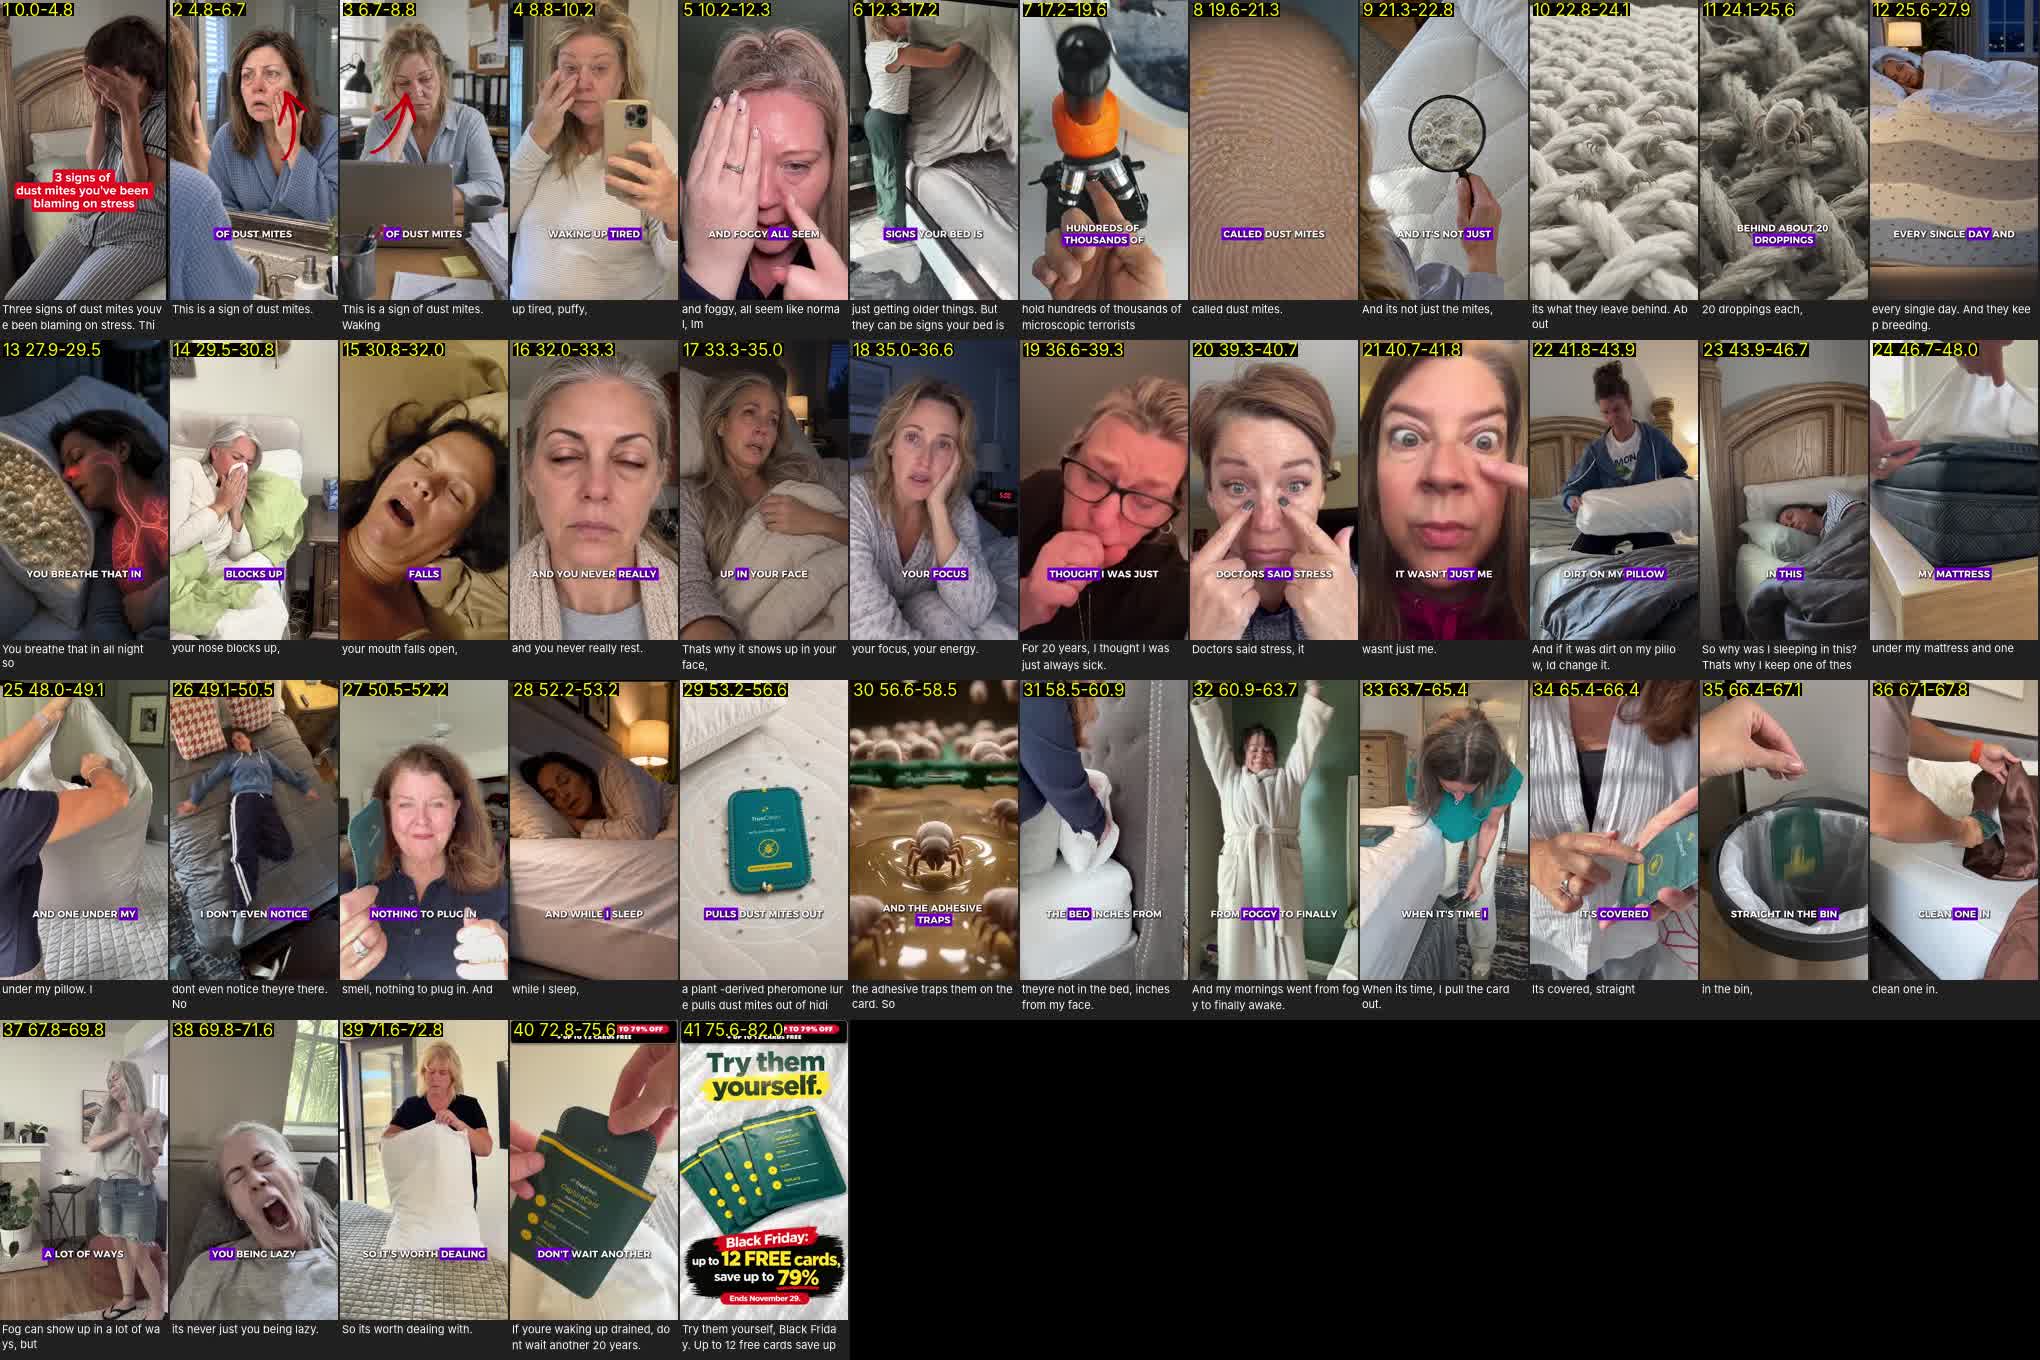 1 0.0-4.8
3 signs of
dust mites you've been
blaming on stress
Three signs of dust mites youv
e been blaming on stress. Thi
2 4.8-6.7
OF DUST MITES
This is a sign of dust mites.
3 6.7-8.8
OF DUST MITES
This is a sign of dust mites.
Waking
4 8.8-10.2
WAKING UP TIRED
up tired, puffy,
5 10.2-12.3
AND FOGGY ALL SEEM
and foggy, all seem like norma
l, Im
6 12.3-17.2
SIGNS YOUR BED IS
just getting older things. But
they can be signs your bed is
7 17.2-19.6
HUNDREDS OF
THOUSANDS OF
hold hundreds of thousands of
microscopic terrorists
8 19.6-21.3
CALLED DUST MITES
called dust mites.
9 21.3-22.8
AND IT'S NOT JUST
And its not just the mites,
10 22.8-24.1
its what they leave behind. Ab
out
11 24.1-25.6
BEHIND ABOUT 20
DROPPINGS
20 droppings each,
12 25.6-27.9
EVERY SINGLE DAY AND
every single day. And they kee
p breeding.
13 27.9-29.5
YOU BREATHE THAT IN
You breathe that in all night
so
14 29.5-30.8
BLOCKS UP
your nose blocks up,
15 30.8-32.0
FALLS
your mouth falls open,
16 32.0-33.3
AND YOU NEVER REALLY
and you never really rest.
17 33.3-35.0
UP IN YOUR FACE
Thats why it shows up in your
face,
18 35.0-36.6
YOUR FOCUS
your focus, your energy.
19 36.6-39.3
THOUGHT I WAS JUST
For 20 years, I thought I was
just always sick.
20 39.3-40.7
DOCTORS SAID STRESS
Doctors said stress, it
21 40.7-41.8
IT WASN'T JUST ME
wasnt just me.
22 41.8-43.9
DIRT ON MY PILLOW
And if it was dirt on my pillo
w, Id change it.
23 43.9-46.7
IN THIS
So why was I sleeping in this?
Thats why I keep one of thes
24 46.7-48.0
MY MATTRESS
under my mattress and one
25 48.0-49.1
AND ONE UNDER MY
under my pillow. I
26 49.1-50.5
I DON'T EVEN NOTICE
dont even notice theyre there.
No
27 50.5-52.2
NOTHING TO PLUG IN
smell, nothing to plug in. And
28 52.2-53.2
AND WHILE I SLEEP
while I sleep,
29 53.2-56.6
TrueClean
PULLS DUST MITES OUT
a plant -derived pheromone lur
e pulls dust mites out of hidi
30 56.6-58.5
AND THE ADHESIVE
TRAPS
the adhesive traps them on the
card. So
31 58.5-60.9
THE BED INCHES FROM
theyre not in the bed, inches
from my face.
32 60.9-63.7
FROM FOGGY TO FINALLY
And my mornings went from fog
y to finally awake.
33 63.7-65.4
WHEN IT'S TIME I
When its time, I pull the card
out.
34 65.4-66.4
IT'S COVERED
Its covered, straight
35 66.4-67.1
STRAIGHT IN THE BIN
in the bin,
36 67.1-67.8
CLEAN ONE IN
clean one in.
37 67.8-69.8
A LOT OF WAYS
Fog can show up in a lot of wa
ys, but
38 69.8-71.6
YOU BEING LAZY
its never just you being lazy.
39 71.6-72.8
SO IT'S WORTH DEALING
So its worth dealing with.
40 72.8-75.6
TO 79% OFF
+ UP TO 12 CARDS FREE
CaptureCard
DON'T WAIT ANOTHER
If youre waking up drained, do
nt wait another 20 years.
41 75.6-82.0
P TO 79% OFF
+ UP TO 12 CARDS FREE
Try them
yourself.
Black Friday:
up to 12 FREE cards,
save up to 79%
Ends November 29.
Try them yourself, Black Frida
y. Up to 12 free cards save up